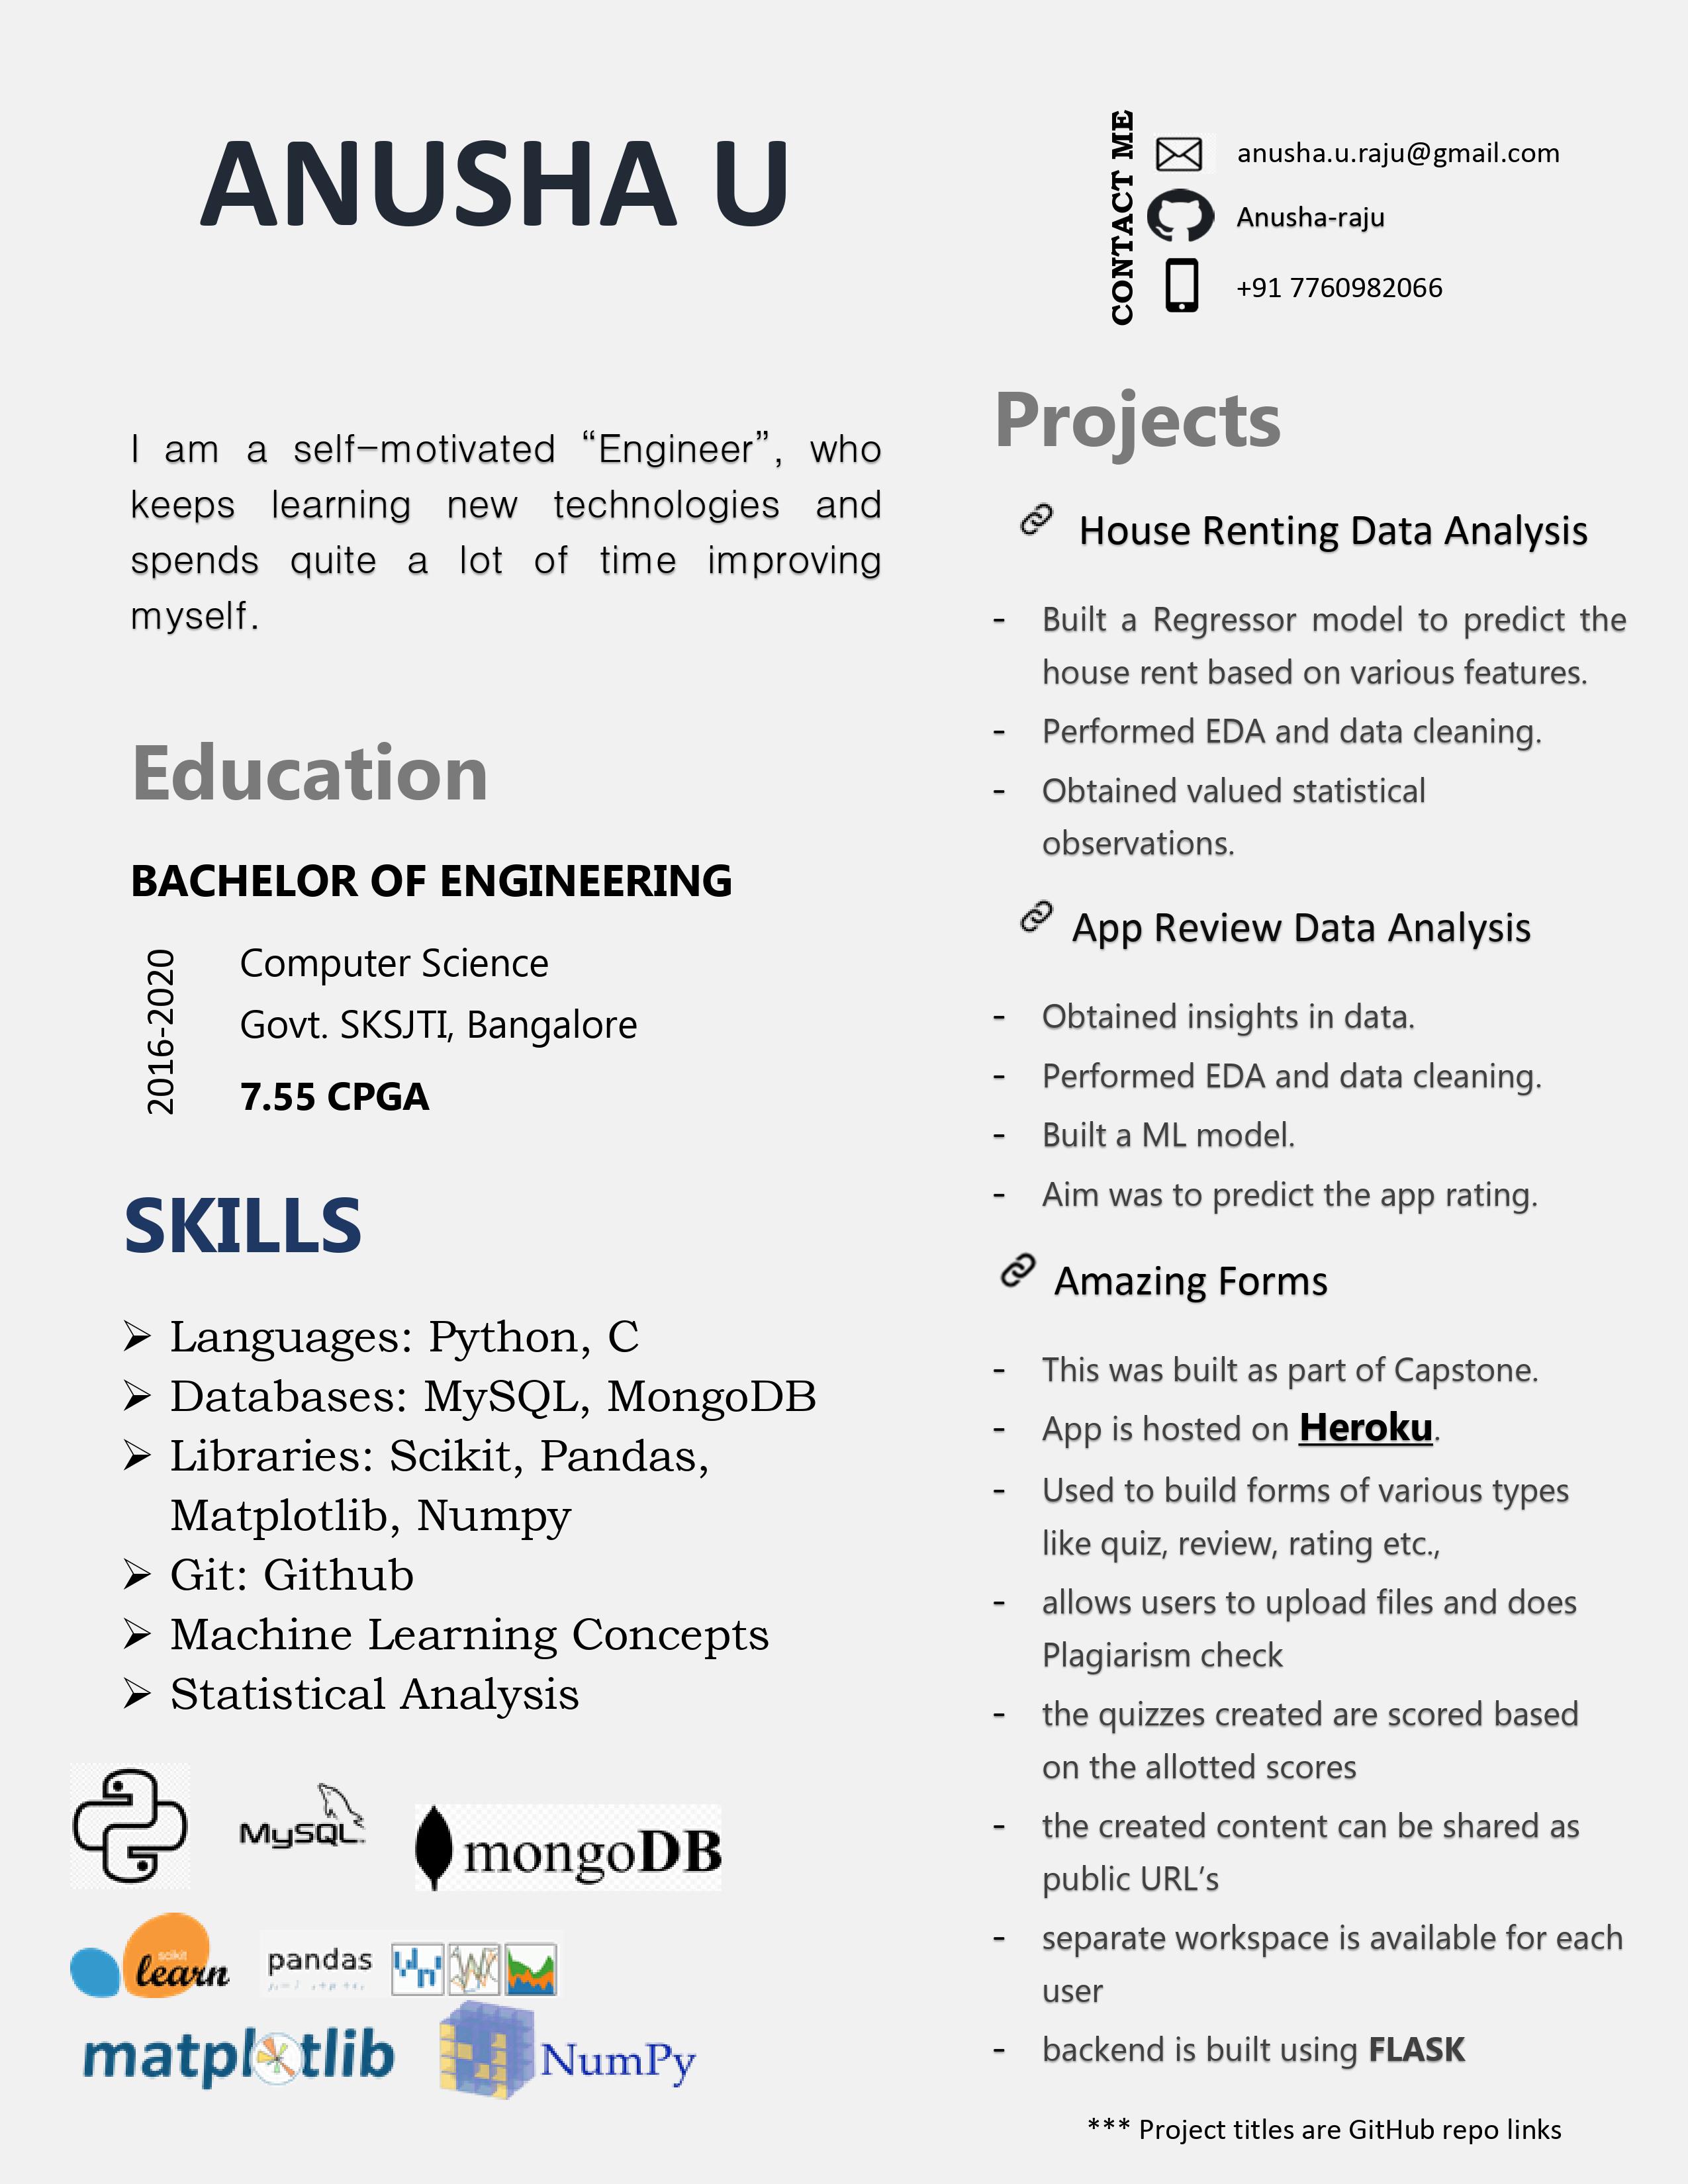 ANUSHA U
CONTACT ME
anusha.u.raju@gmail.com
Anusha-raju
+91 7760982066
I am a self-motivated “Engineer”, who
keeps learning new technologies and
spends quite a lot of time improving
myself.
Education
BACHELOR OF ENGINEERING
2016-2020
Computer Science
Govt. SKSJTI, Bangalore
7.55 CPGA
SKILLS
➢ Languages: Python, C
➢ Databases: MySQL, MongoDB
➢ Libraries: Scikit, Pandas,
Matplotlib, Numpy
➢ Git: Github
➢ Machine Learning Concepts
➢ Statistical Analysis
MySQL
mongoDB
scikit
learn
pandas
matplotlib
NumPy
Projects
House Renting Data Analysis
- Built a Regressor model to predict the
house rent based on various features.
- Performed EDA and data cleaning.
- Obtained valued statistical
observations.
App Review Data Analysis
- Obtained insights in data.
- Performed EDA and data cleaning.
- Built a ML model.
- Aim was to predict the app rating.
Amazing Forms
- This was built as part of Capstone.
- App is hosted on Heroku.
- Used to build forms of various types
like quiz, review, rating etc.,
- allows users to upload files and does
Plagiarism check
- the quizzes created are scored based
on the allotted scores
- the created content can be shared as
public URL’s
- separate workspace is available for each
user
- backend is built using FLASK
*** Project titles are GitHub repo links